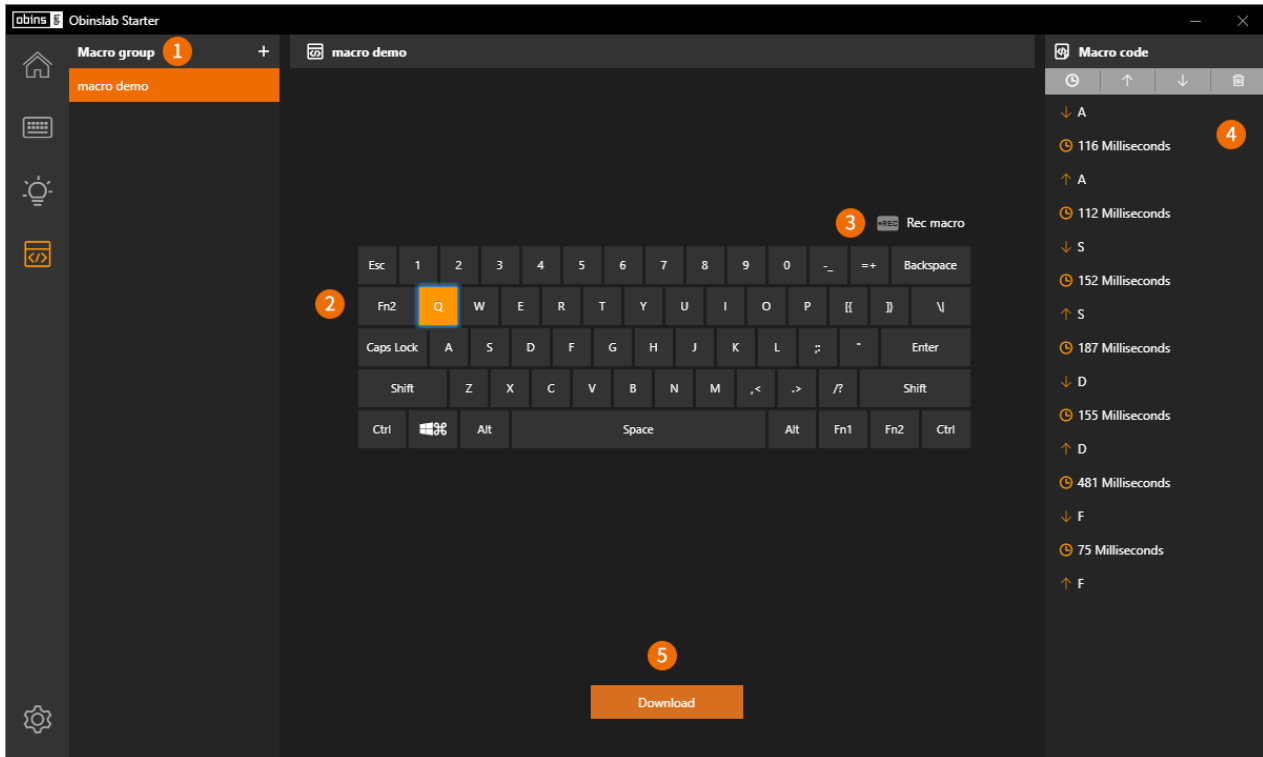 obins Obinslab Starter
Macro group 1 +
macro demo
macro demo
Macro code
4
↓ A
116 Milliseconds
↑ A
112 Milliseconds
↓ S
152 Milliseconds
↑ S
187 Milliseconds
↓ D
155 Milliseconds
↑ D
481 Milliseconds
↓ F
75 Milliseconds
↑ F
3 REC Rec macro
Esc 1 2 3 4 5 6 7 8 9 0 -_ =+ Backspace
2 Fn2 Q W E R T Y U I O P [{ ]} \|
Caps Lock A S D F G H J K L ;: '" Enter
Shift Z X C V B N M ,< .> /? Shift
Ctrl ⌘ Alt Space Alt Fn1 Fn2 Ctrl
5
Download